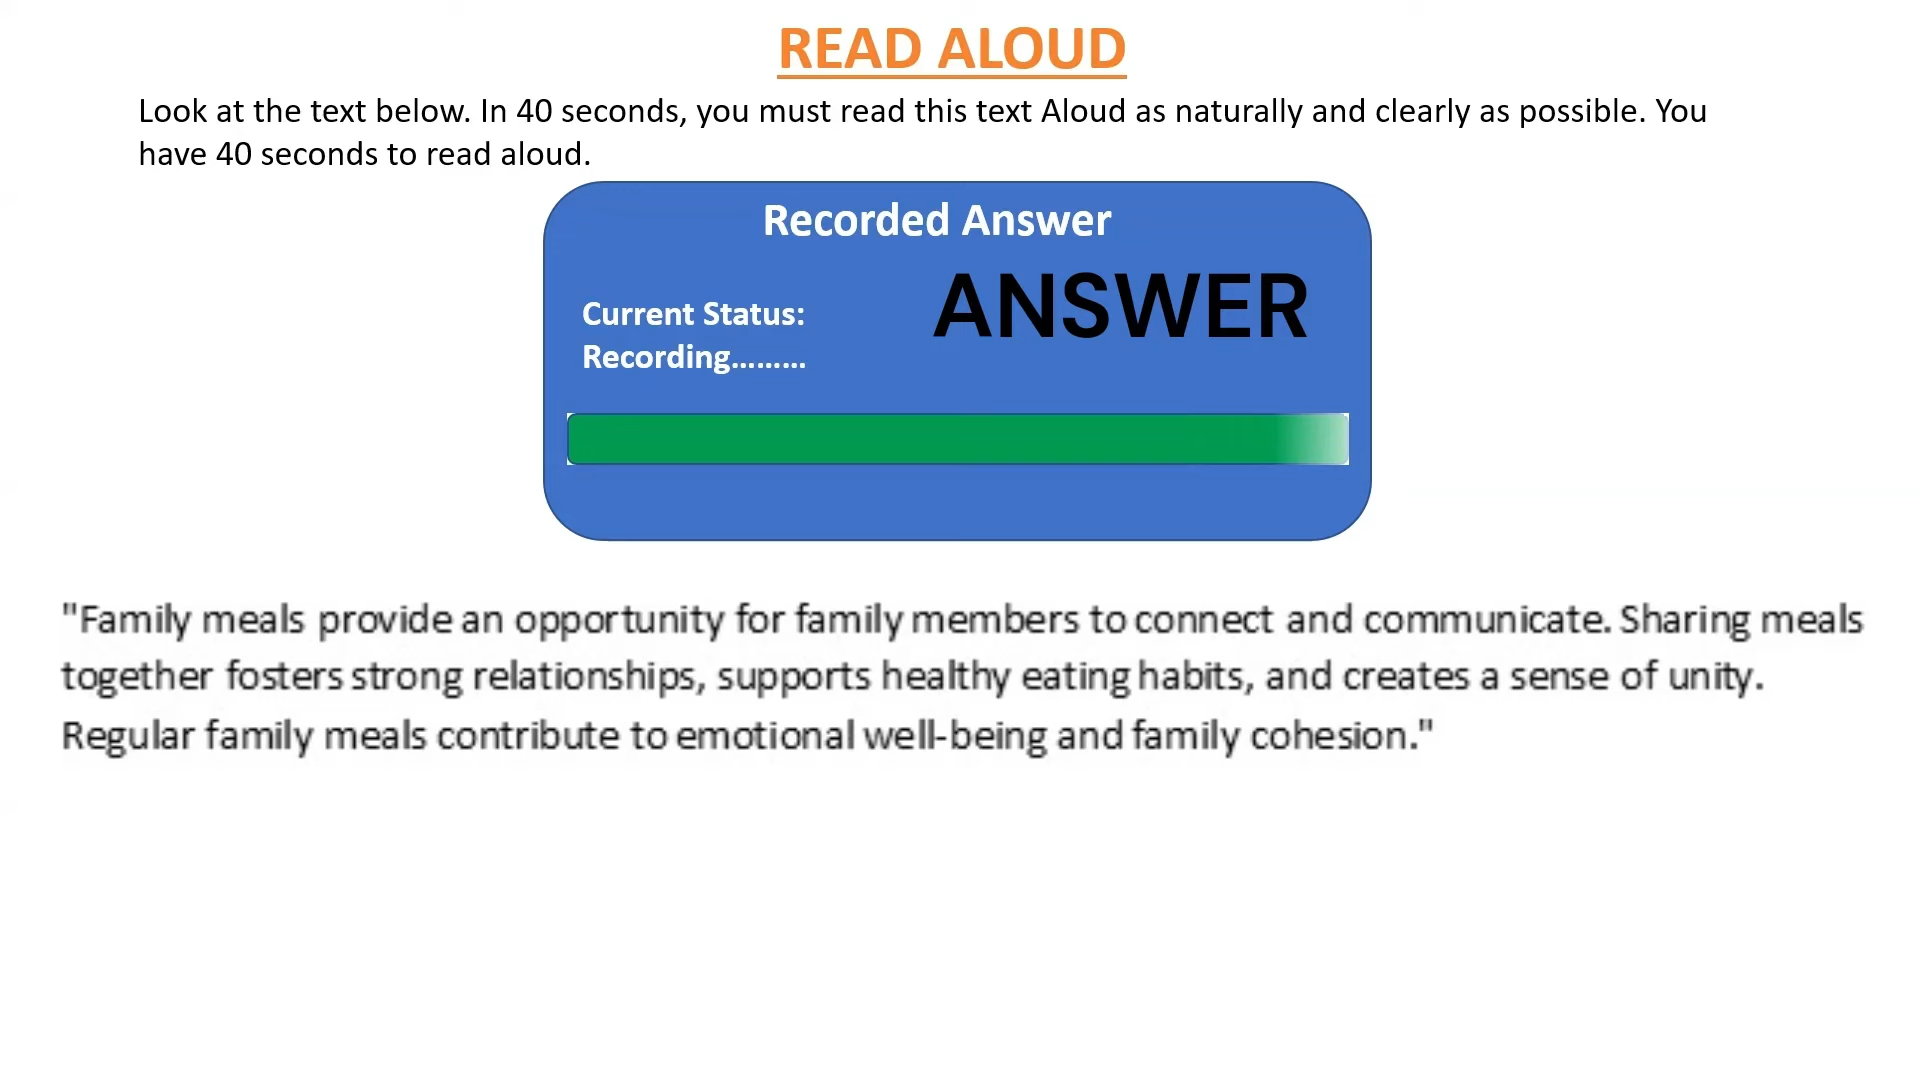 READ ALOUD
Look at the text below. In 40 seconds, you must read this text Aloud as naturally and clearly as possible. You
have 40 seconds to read aloud.
Recorded Answer
Current Status:
Recording.........
ANSWER
"Family meals provide an opportunity for family members to connect and communicate. Sharing meals
together fosters strong relationships, supports healthy eating habits, and creates a sense of unity.
Regular family meals contribute to emotional well-being and family cohesion."